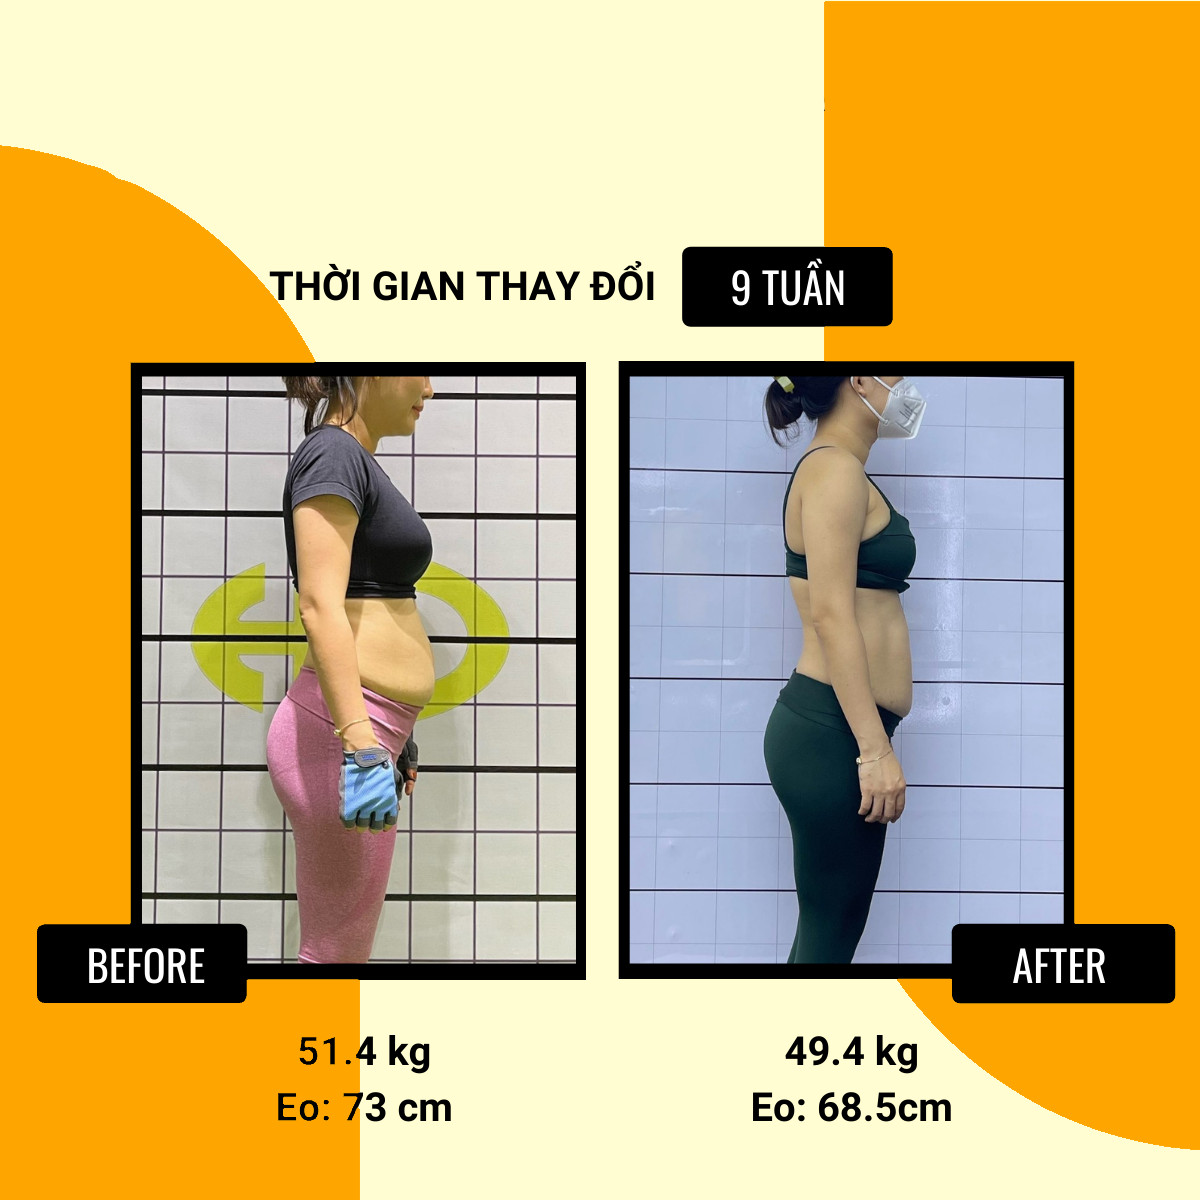 THỜI GIAN THAY ĐỔI 9 TUẦN
BEFORE
AFTER
51.4 kg
Eo: 73 cm
49.4 kg
Eo: 68.5cm